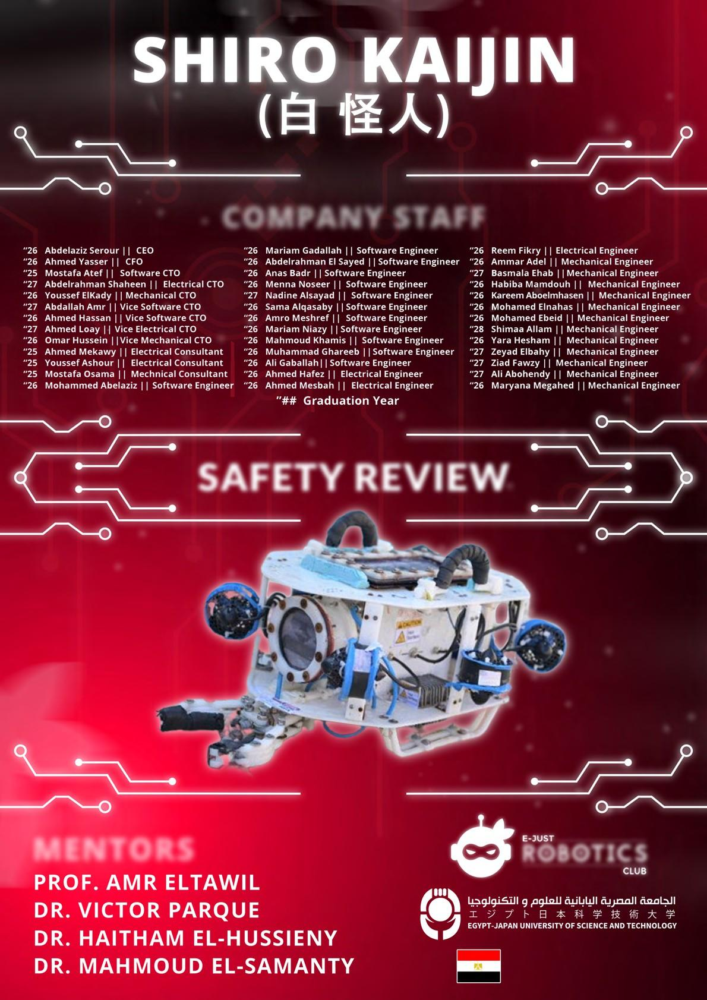 SHIRO KAIJIN
(白 怪人)
COMPANY STAFF
“26 Abdelaziz Serour || CEO
“26 Ahmed Yasser || CFO
“25 Mostafa Atef || Software CTO
“27 Abdelrahman Shaheen || Electrical CTO
“26 Youssef ElKady || Mechanical CTO
“27 Abdallah Amr || Vice Software CTO
“26 Ahmed Hassan || Vice Software CTO
“27 Ahmed Loay || Vice Electrical CTO
“26 Omar Hussein ||Vice Mechanical CTO
“25 Ahmed Mekawy || Electrical Consultant
“25 Youssef Ashour || Electrical Consultant
“25 Mostafa Osama || Mechnical Consultant
“26 Mohammed Abelaziz || Software Engineer
“26 Mariam Gadallah || Software Engineer
“26 Abdelrahman El Sayed || Software Engineer
“26 Anas Badr || Software Engineer
“26 Menna Noseer || Software Engineer
“27 Nadine Alsayad || Software Engineer
“26 Sama Alqasaby || Software Engineer
“26 Amro Meshref || Software Engineer
“26 Mariam Niazy || Software Engineer
“26 Mahmoud Khamis || Software Engineer
“26 Muhammad Ghareeb || Software Engineer
“26 Ali Gaballah|| Software Engineer
“26 Ahmed Hafez || Electrical Engineer
“26 Ahmed Mesbah || Electrical Engineer
“26 Reem Fikry || Electrical Engineer
“26 Ammar Adel || Mechanical Engineer
“27 Basmala Ehab || Mechanical Engineer
“26 Habiba Mamdouh || Mechanical Engineer
“26 Kareem Aboelmhasen || Mechanical Engineer
“26 Mohamed Elnahas || Mechanical Engineer
“26 Mohamed Ebeid || Mechanical Engineer
“28 Shimaa Allam || Mechanical Engineer
“26 Yara Hesham || Mechanical Engineer
“27 Zeyad Elbahy || Mechanical Engineer
“27 Ziad Fawzy || Mechanical Engineer
“27 Ali Abohendy || Mechanical Engineer
“26 Maryana Megahed || Mechanical Engineer
”## Graduation Year
SAFETY REVIEW
CAUTION
MENTORS
PROF. AMR ELTAWIL
DR. VICTOR PARQUE
DR. HAITHAM EL-HUSSIENY
DR. MAHMOUD EL-SAMANTY
E-JUST
ROBOTICS
CLUB
الجامعة المصرية اليابانية للعلوم و التكنولوجيا
エジプト日本科学技術大学
EGYPT-JAPAN UNIVERSITY OF SCIENCE AND TECHNOLOGY